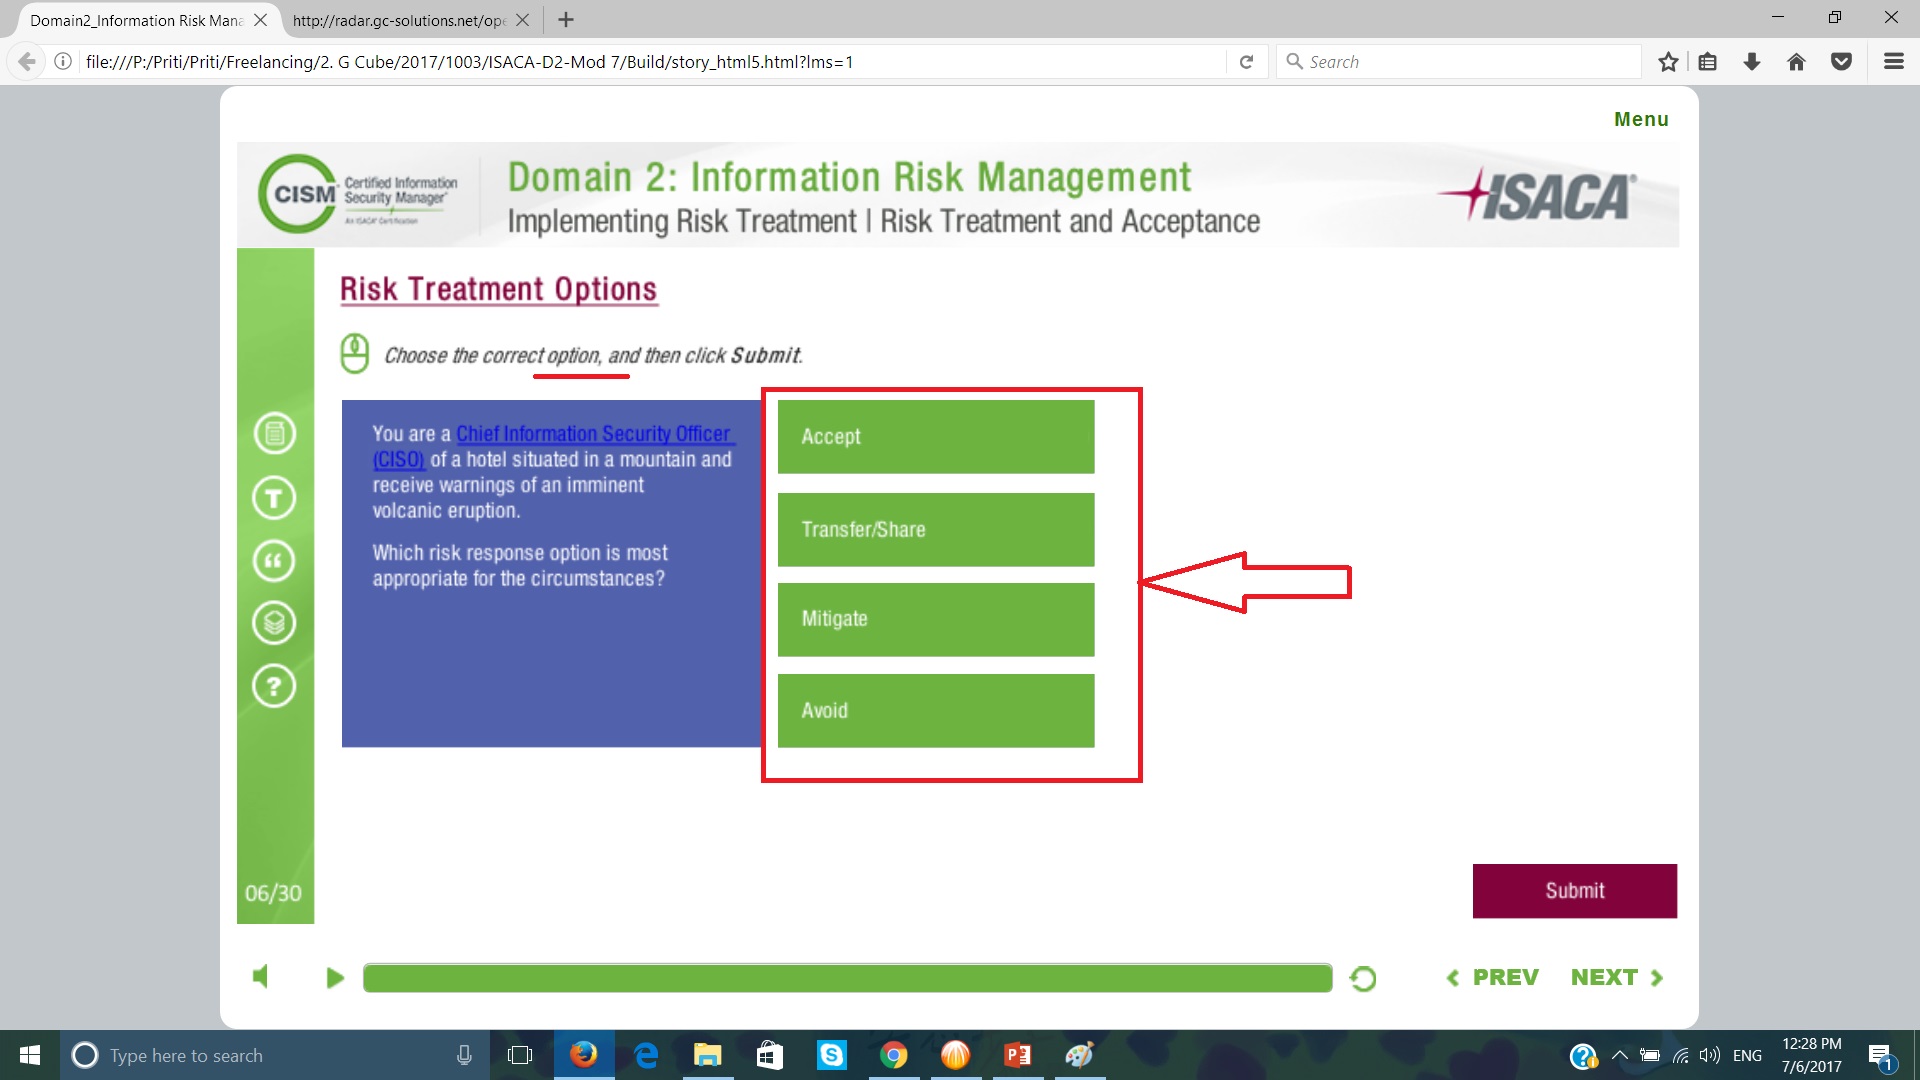 Domain2_Information Risk Mana
http://radar.gc-solutions.net/ope
file:///P:/Priti/Priti/Freelancing/2. G Cube/2017/1003/ISACA-D2-Mod 7/Build/story_html5.html?lms=1
Search
Menu
CISM
Certified Information
Security Manager®
An ISACA® Certification
Domain 2: Information Risk Management
Implementing Risk Treatment | Risk Treatment and Acceptance
ISACA®
Risk Treatment Options
Choose the correct option, and then click Submit.
You are a Chief Information Security Officer
(CISO) of a hotel situated in a mountain and
receive warnings of an imminent
volcanic eruption.
Which risk response option is most
appropriate for the circumstances?
Accept
Transfer/Share
Mitigate
Avoid
T
?
06/30
Submit
PREV
NEXT
Type here to search
ENG
12:28 PM
7/6/2017
1